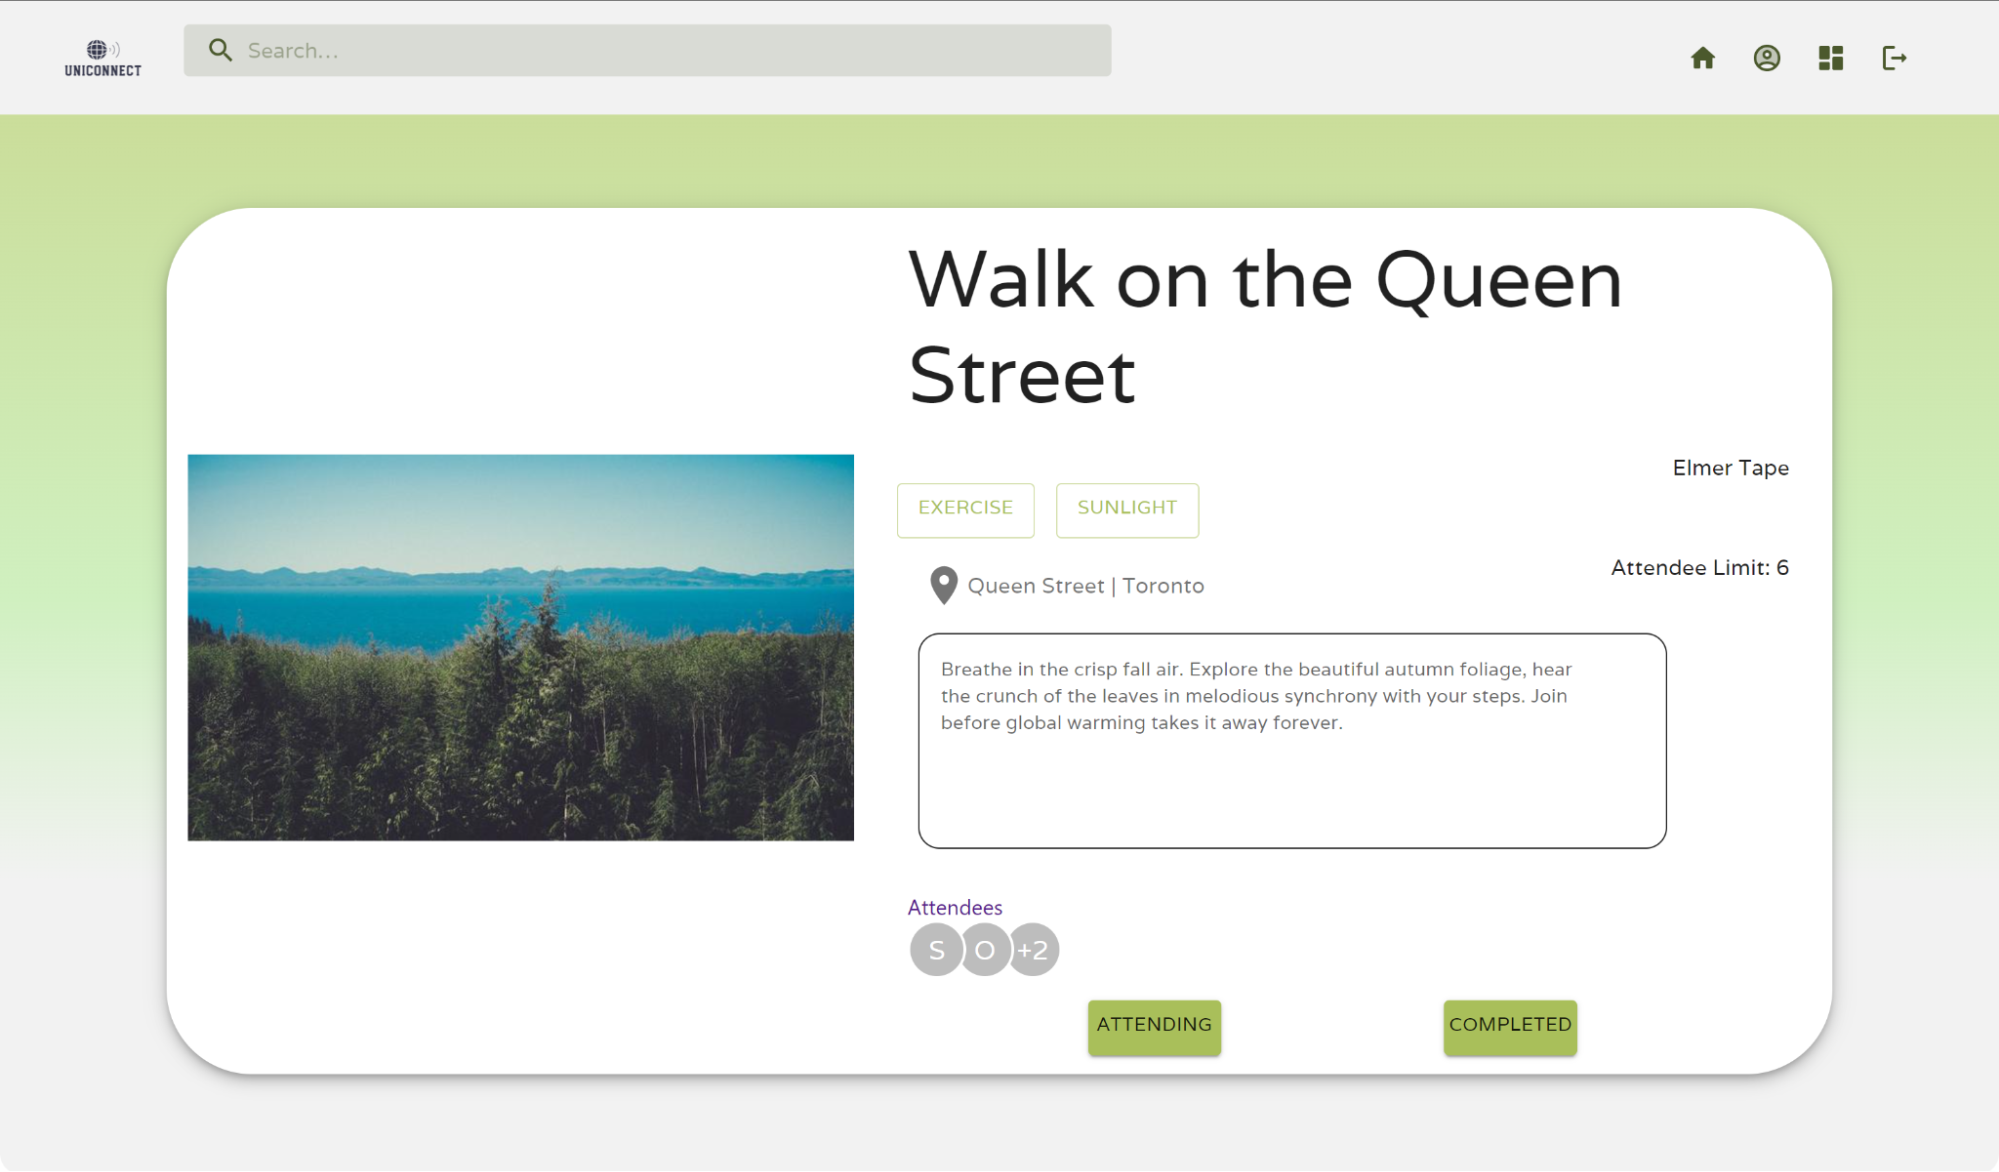 UNICONNECT
Search...
Walk on the Queen
Street
Elmer Tape
EXERCISE
SUNLIGHT
Attendee Limit: 6
Queen Street | Toronto
Breathe in the crisp fall air. Explore the beautiful autumn foliage, hear
the crunch of the leaves in melodious synchrony with your steps. Join
before global warming takes it away forever.
Attendees
S O +2
ATTENDING
COMPLETED